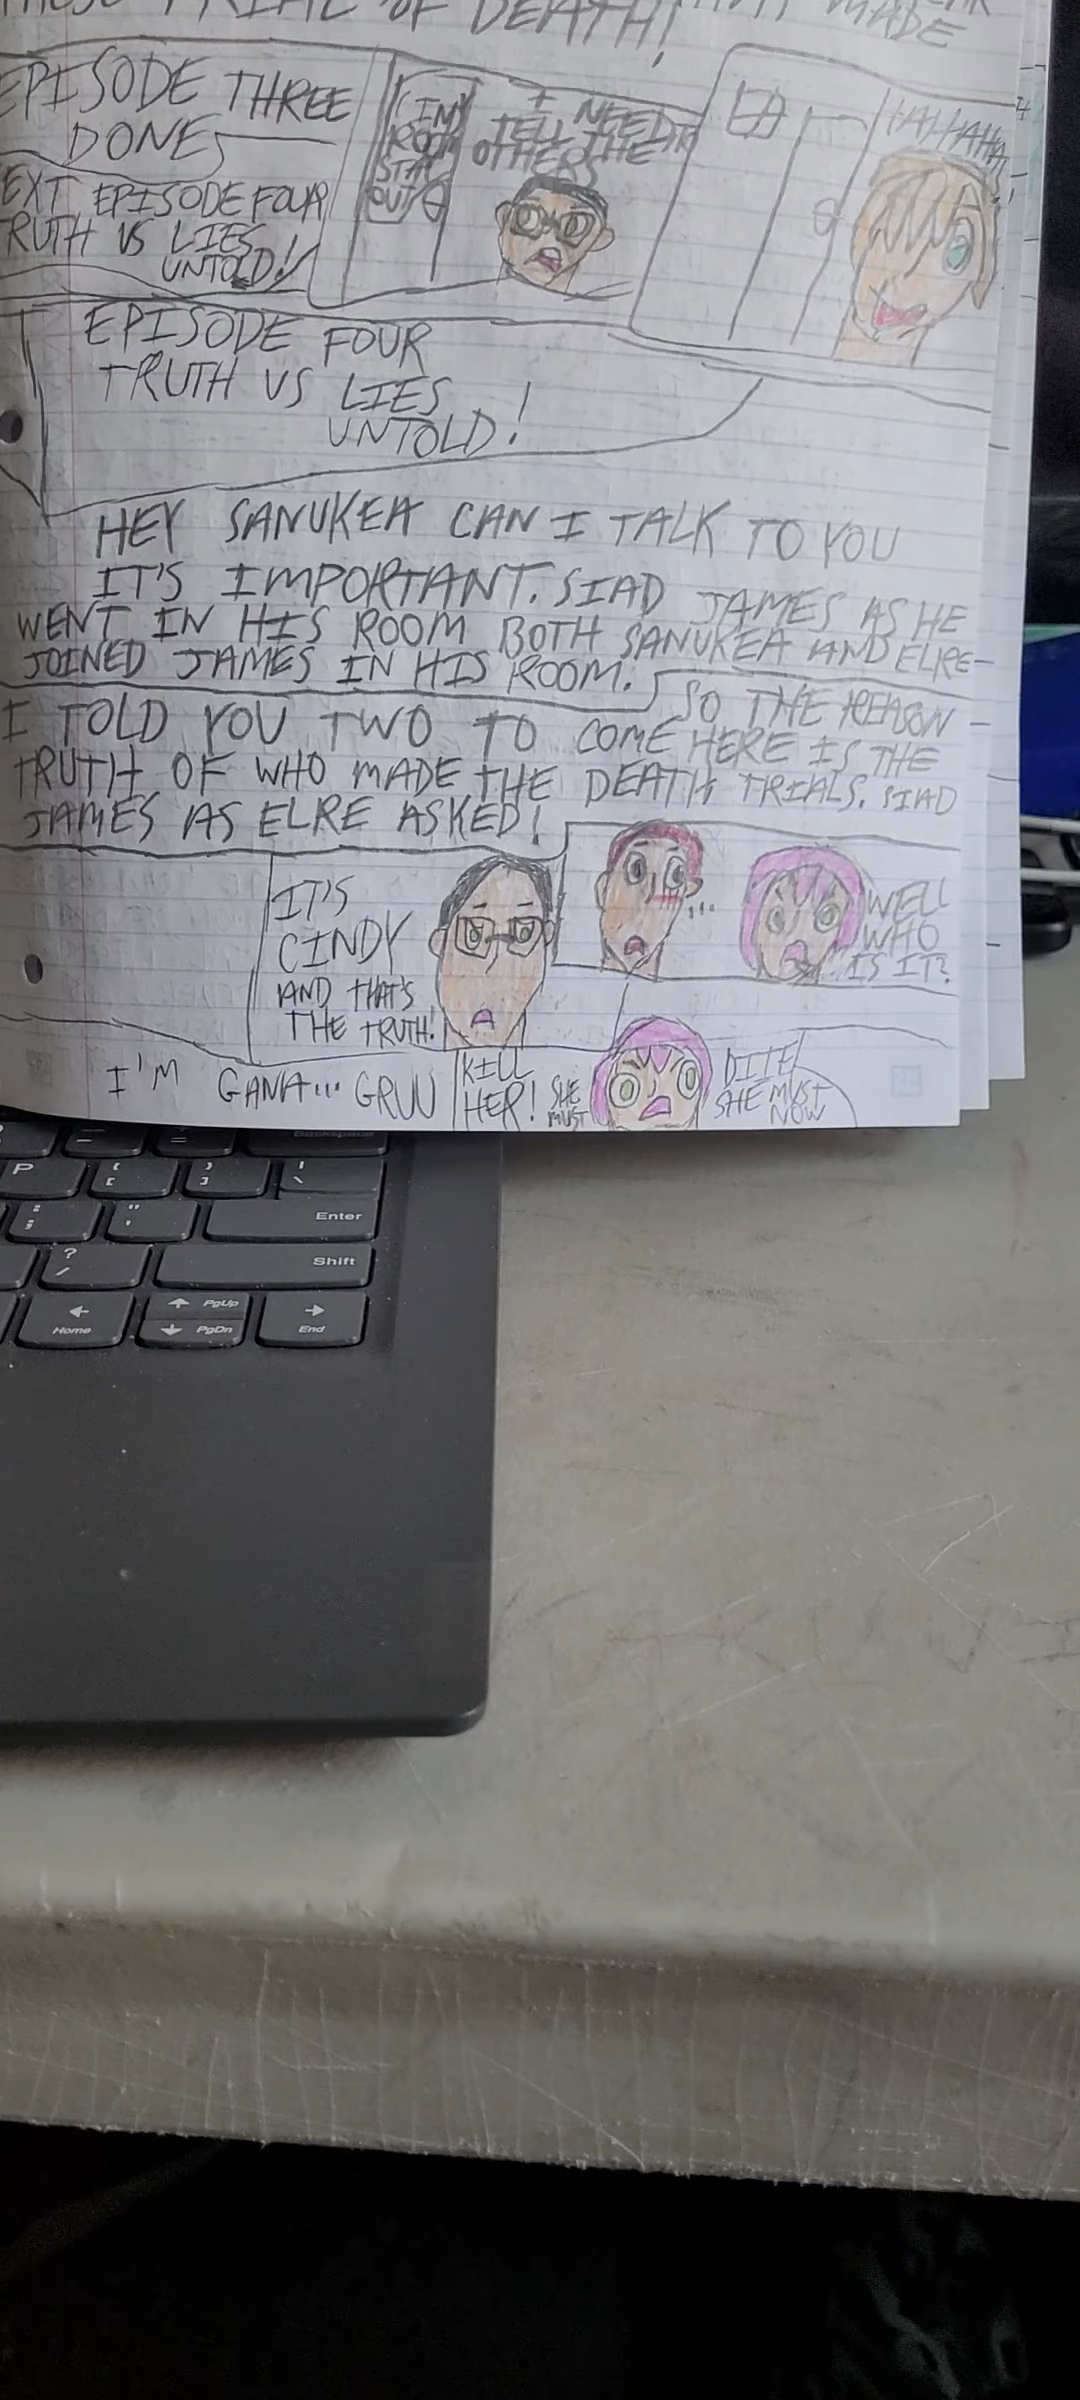 TRIAL OF DEATH!
MADE
EPISODE THREE
DONE
EXT EPISODE FOUR
RUTH VS LIES
UNTOLD!
ROOM
STAY
OUT
I NEED TO
TELL THE
OTHERS
HAHAHAHA
EPISODE FOUR
TRUTH VS LIES
UNTOLD!
HEY SANUKEA CAN I TALK TO YOU
IT'S IMPORTANT. SIAD JAMES AS HE
WENT IN HIS ROOM BOTH SANUKEA AND ELRE
JOINED JAMES IN HIS ROOM.
SO THE REASON
I TOLD YOU TWO TO COME HERE IS THE
TRUTH OF WHO MADE THE DEATH TRIALS. SIAD
JAMES AS ELRE ASKED!
IT'S
CINDY
AND THAT'S
THE TRUTH!
...
WELL
WHO
IS IT?
I'M GANA... GRUU
KILL
HER! SHE
MUST
DIIE!
SHE MUST
NOW
Backspace
P
{
[
}
]
|
\
:
;
"
'
Enter
?
/
Shift
Home
PgUp
PgDn
End